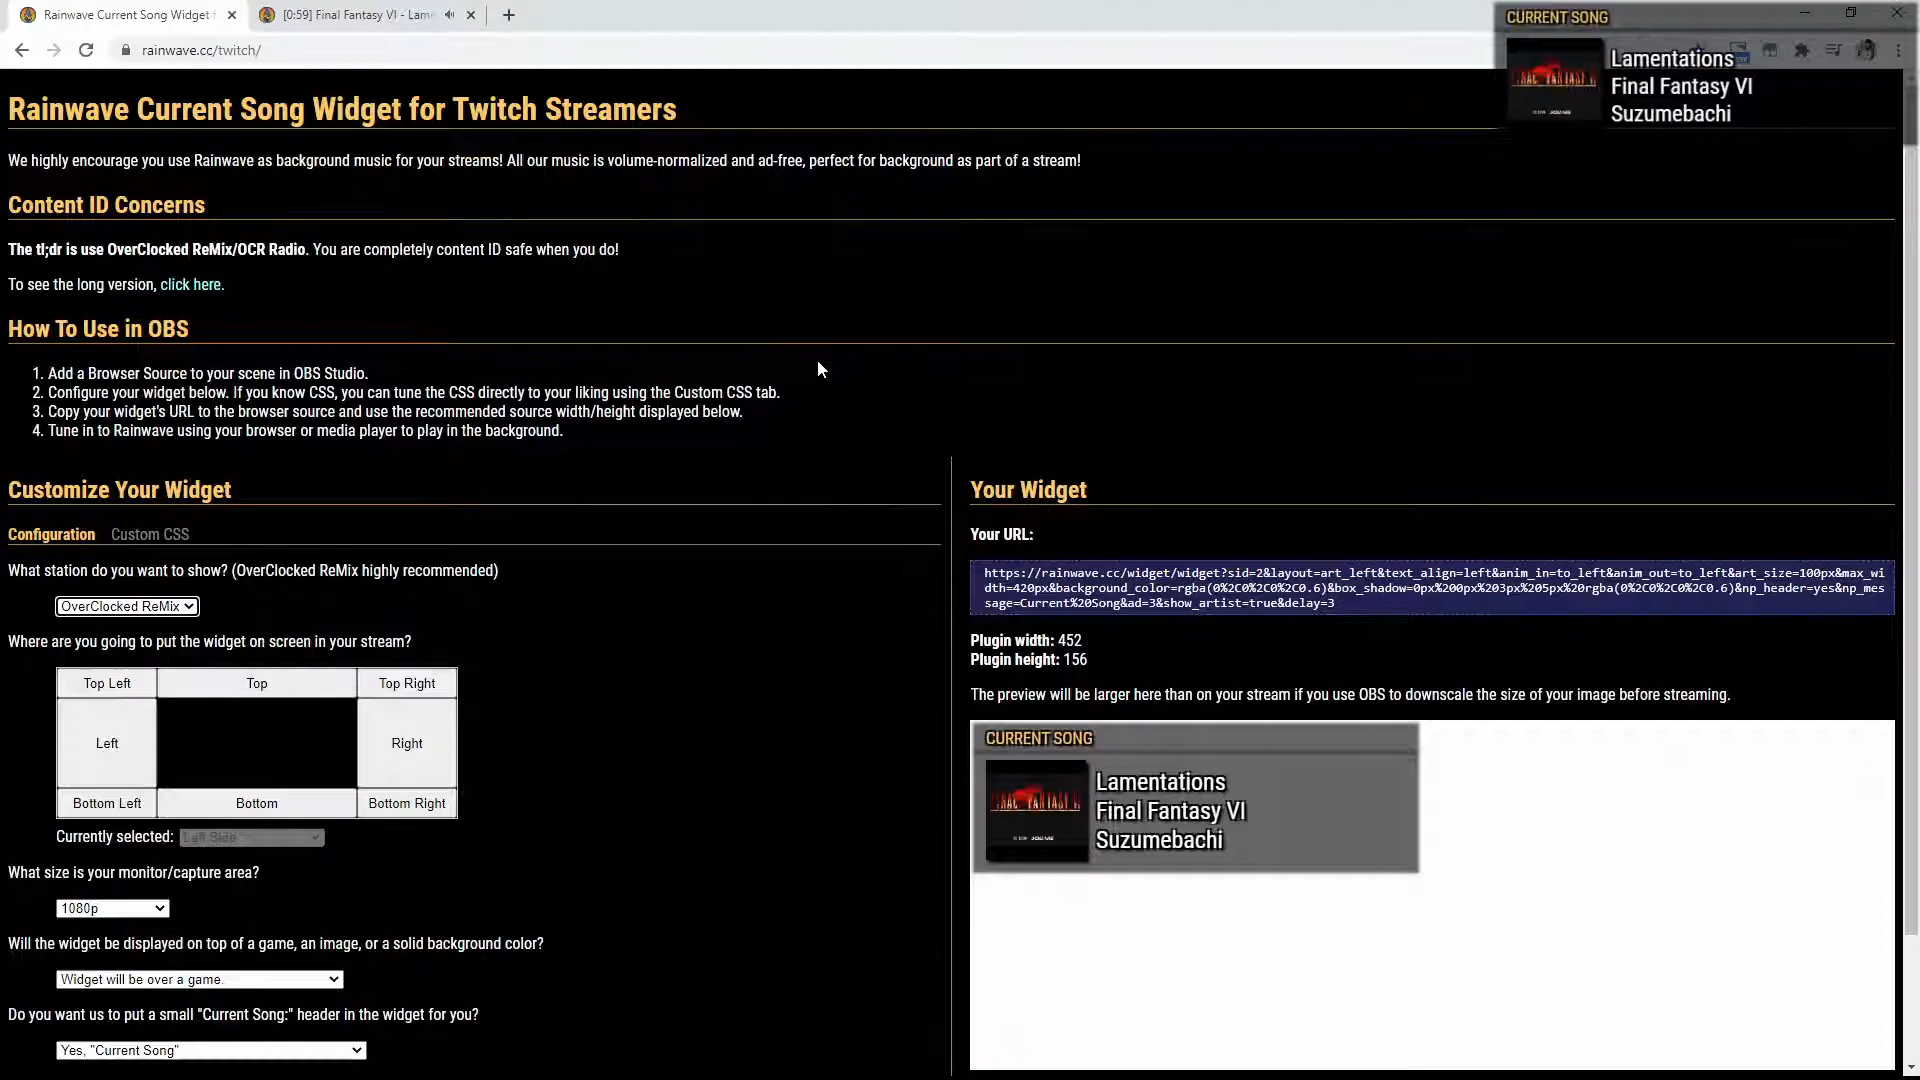 Rainwave Current Song Widget f
[0:59] Final Fantasy VI - Lam
rainwave.cc/twitch/
CURRENT SONG
Lamentations
Final Fantasy VI
Suzumebachi
Rainwave Current Song Widget for Twitch Streamers
We highly encourage you use Rainwave as background music for your streams! All our music is volume-normalized and ad-free, perfect for background as part of a stream!
Content ID Concerns
The tl;dr is use OverClocked ReMix/OCR Radio. You are completely content ID safe when you do!
To see the long version, click here.
How To Use in OBS
1. Add a Browser Source to your scene in OBS Studio.
2. Configure your widget below. If you know CSS, you can tune the CSS directly to your liking using the Custom CSS tab.
3. Copy your widget's URL to the browser source and use the recommended source width/height displayed below.
4. Tune in to Rainwave using your browser or media player to play in the background.
Customize Your Widget
Configuration Custom CSS
What station do you want to show? (OverClocked ReMix highly recommended)
OverClocked ReMix
Where are you going to put the widget on screen in your stream?
Top Left Top Top Right
Left Right
Bottom Left Bottom Bottom Right
Currently selected: Left Side
What size is your monitor/capture area?
1080p
Will the widget be displayed on top of a game, an image, or a solid background color?
Widget will be over a game.
Do you want us to put a small "Current Song:" header in the widget for you?
Yes, "Current Song"
Your Widget
Your URL:
https://rainwave.cc/widget/widget?sid=2&layout=art_left&text_align=left&anim_in=to_left&anim_out=to_left&art_size=100px&max_wi
dth=420px&background_color=rgba(0%2C0%2C0%2C0.6)&box_shadow=0px%200px%203px%205px%20rgba(0%2C0%2C0%2C0.6)&np_header=yes&np_mes
sage=Current%20Song&ad=3&show_artist=true&delay=3
Plugin width: 452
Plugin height: 156
The preview will be larger here than on your stream if you use OBS to downscale the size of your image before streaming.
CURRENT SONG
Lamentations
Final Fantasy VI
Suzumebachi